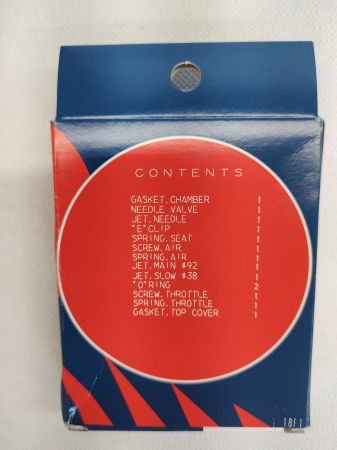 CONTENTS
GASKET, CHAMBER 1
NEEDLE VALVE 1
JET, NEEDLE 1
"E" CLIP 1
SPRING, SEAT 1
SCREW, AIR 1
SPRING, AIR 1
JET, MAIN #92 1
JET, SLOW #38 1
"O" RING 2
SCREW, THROTTLE 1
SPRING, THROTTLE 1
GASKET, TOP COVER 1